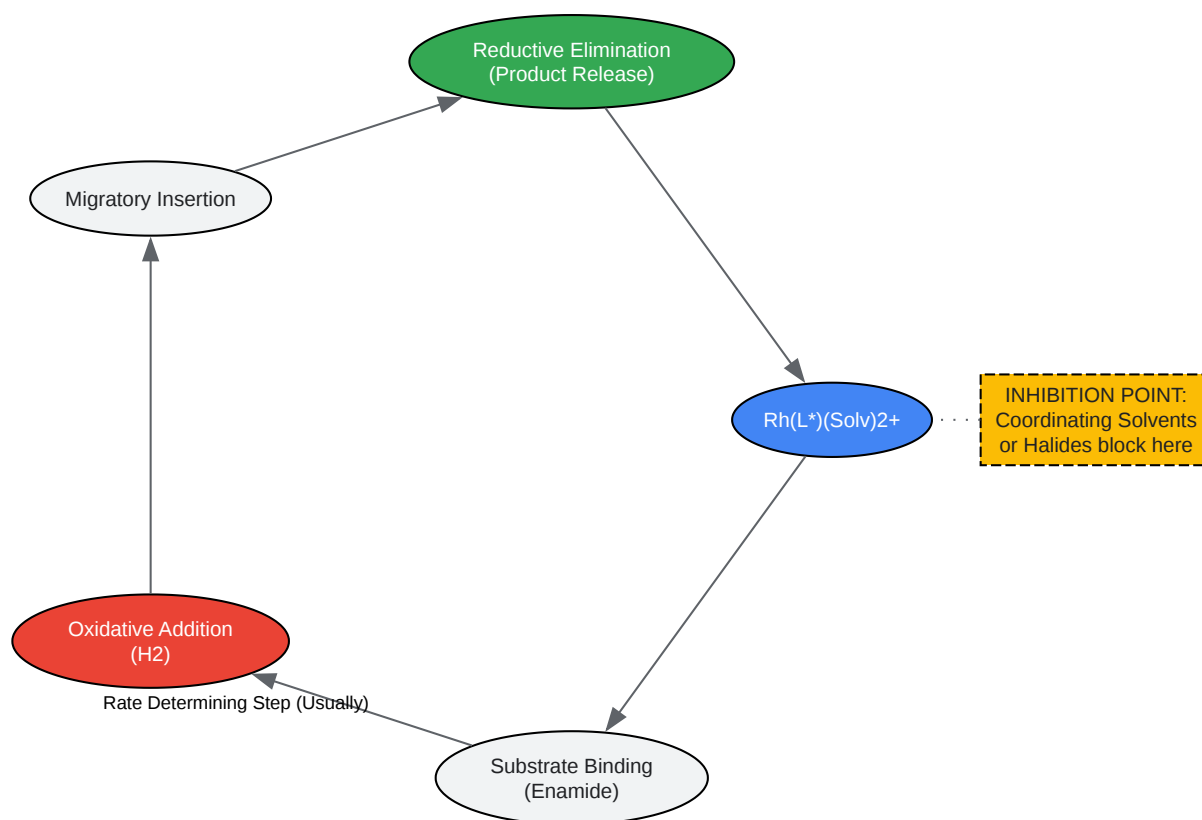 Reductive Elimination
(Product Release)
Migratory Insertion
Rh(L*)(Solv)2+
INHIBITION POINT:
Coordinating Solvents
or Halides block here
Oxidative Addition
(H2)
Rate Determining Step (Usually)
Substrate Binding
(Enamide)